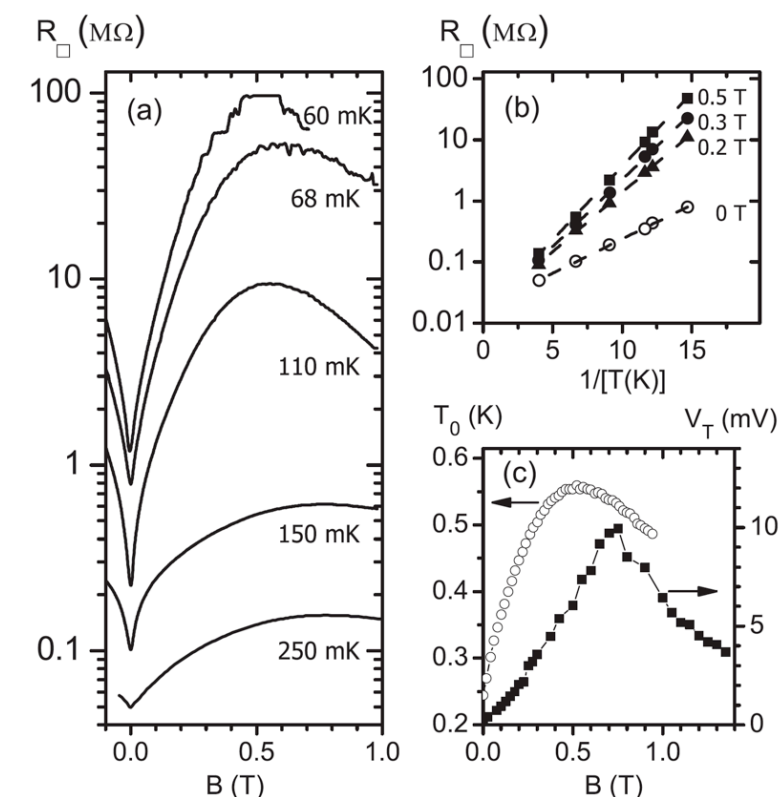 R□ (MΩ)
(a)
100
10
1
0.1
60 mK
68 mK
110 mK
150 mK
250 mK
0.0 0.5 1.0
B (T)
R□ (MΩ)
(b)
100
10
1
0.1
0.01
0.5 T
0.3 T
0.2 T
0 T
0 5 10 15
1/[T(K)]
T₀ (K)
V_T (mV)
(c)
0.6
0.5
0.4
0.3
0.2
10
5
0
0.0 0.5 1.0
B (T)